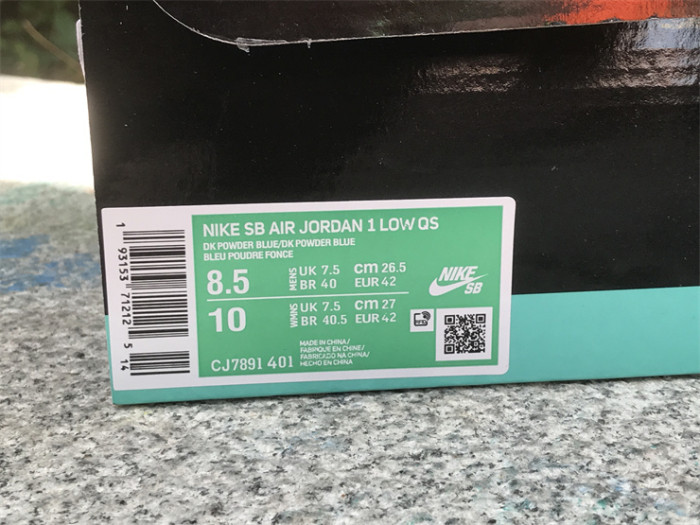 NIKE SB AIR JORDAN 1 LOW QS
DK POWDER BLUE/DK POWDER BLUE
BLEU POUDRE FONCE
8.5
MENS
UK 7.5 cm 26.5
BR 40 EUR 42
10
WMNS
UK 7.5 cm 27
BR 40.5 EUR 42
NIKE
SB
MADE IN CHINA/
FABRIQUE EN CHINE/
FABRICADO NA CHINA/
HECHO EN CHINA
CJ7891 401
1 93153 71212 5 14